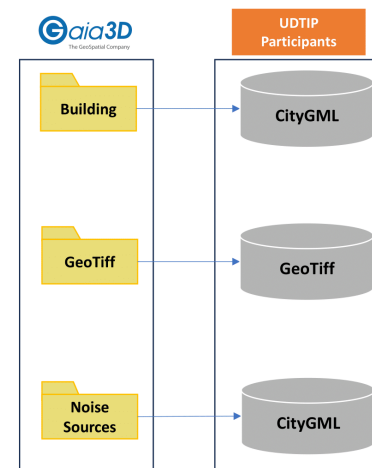 Gaia3D
The GeoSpatial Company
UDTIP
Participants
Building
CityGML
GeoTiff
GeoTiff
Noise
Sources
CityGML